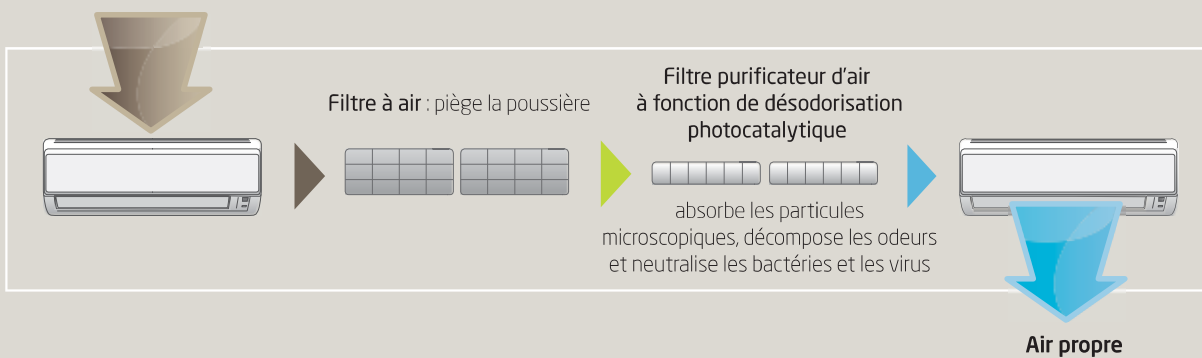 Filtre à air : piège la poussière
Filtre purificateur d'air
à fonction de désodorisation
photocatalytique
absorbe les particules
microscopiques, décompose les odeurs
et neutralise les bactéries et les virus
Air propre